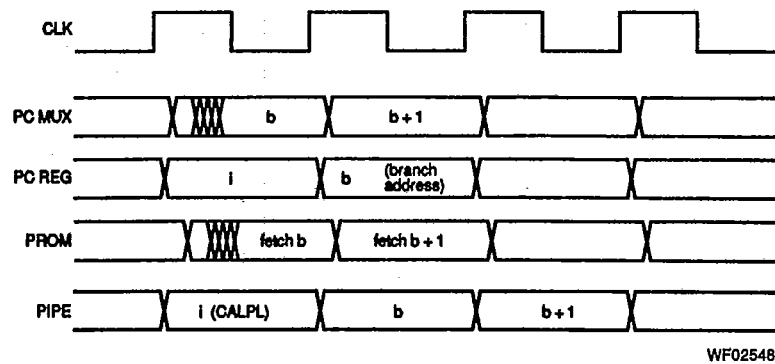 CLK
PC MUX b b + 1
PC REG i b (branch address)
PROM fetch b fetch b + 1
PIPE i (CALPL) b b + 1
WF02548